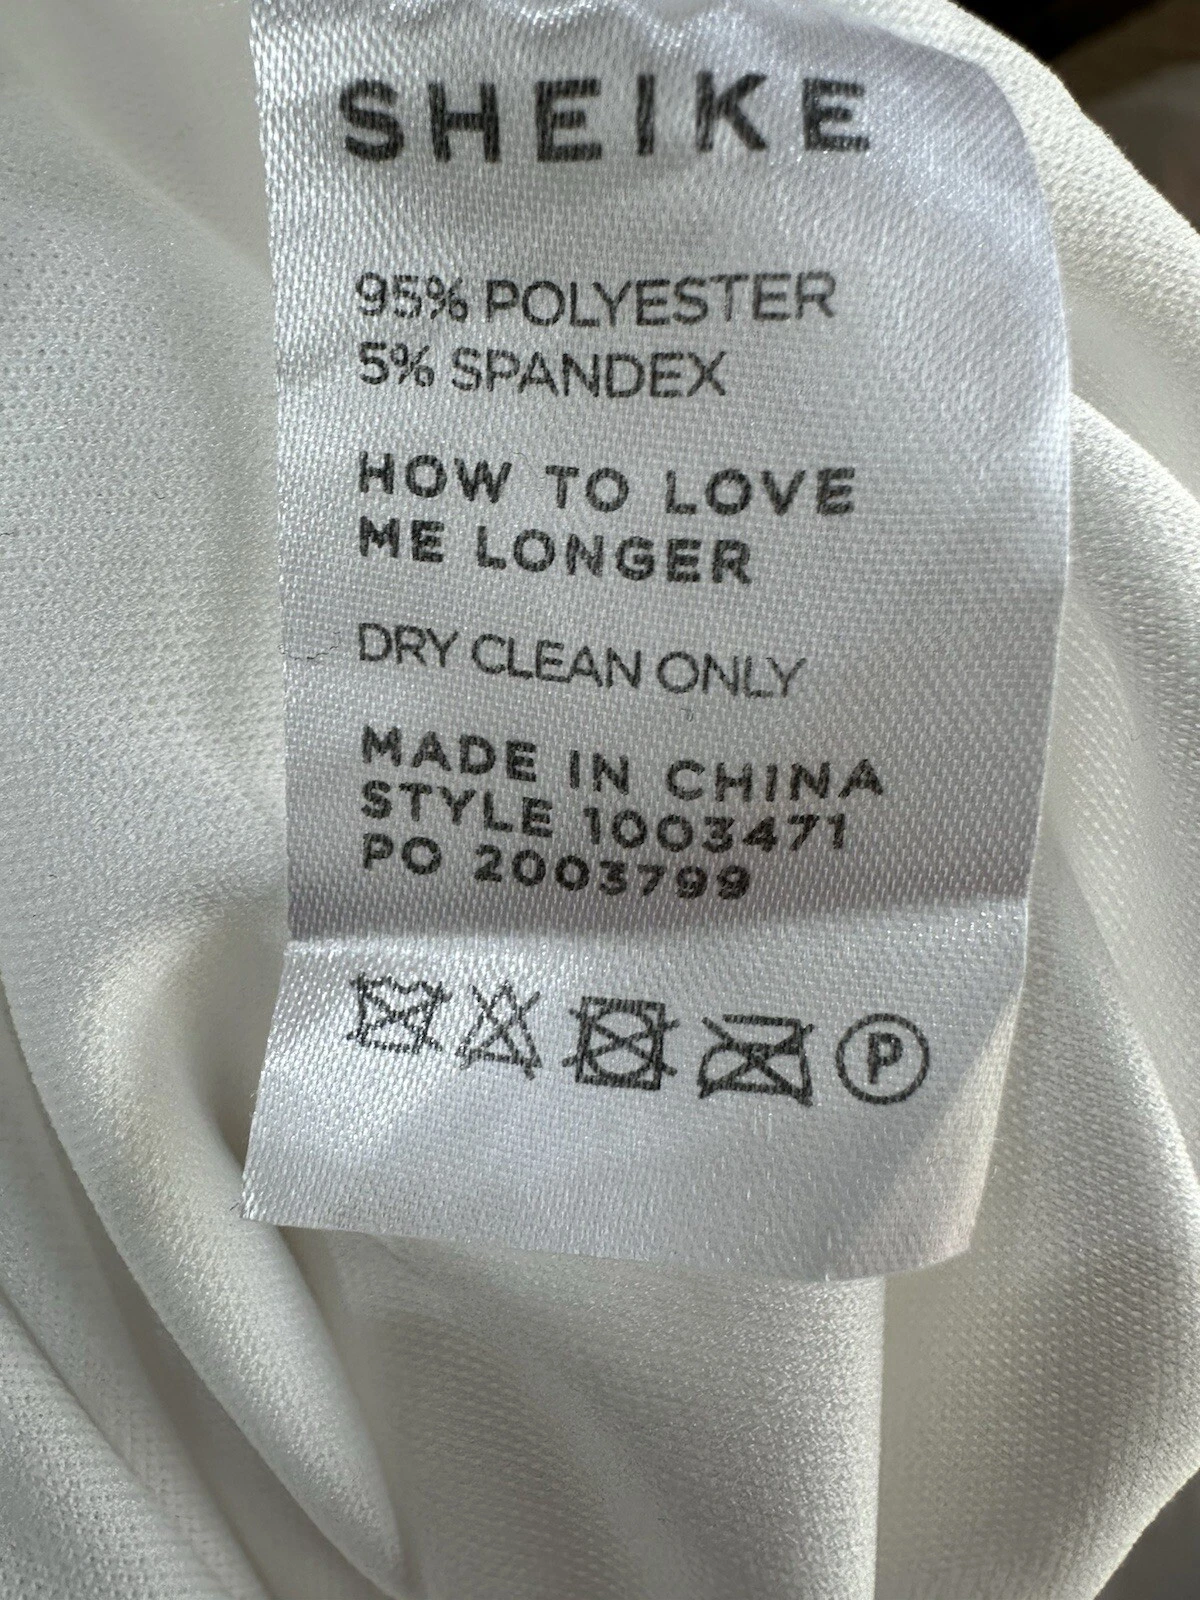 SHEIKE
95% POLYESTER
5% SPANDEX
HOW TO LOVE
ME LONGER
DRY CLEAN ONLY
MADE IN CHINA
STYLE 1003471
PO 2003799
P